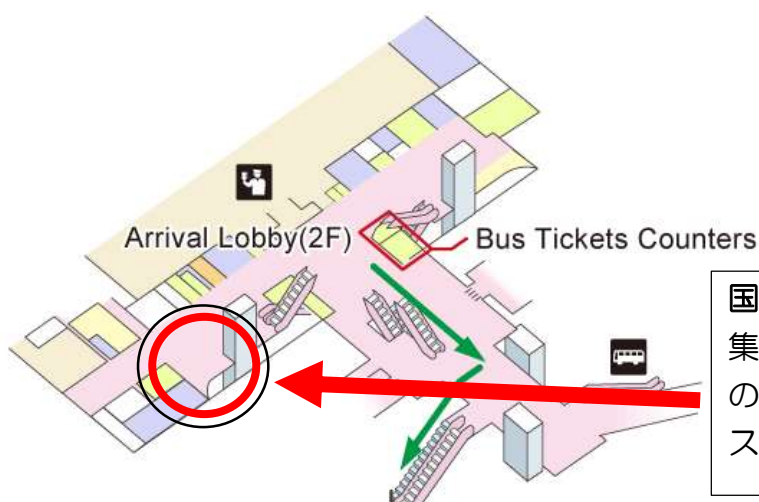 Arrival Lobby(2F)
Bus Tickets Counters
国
集
の
ス